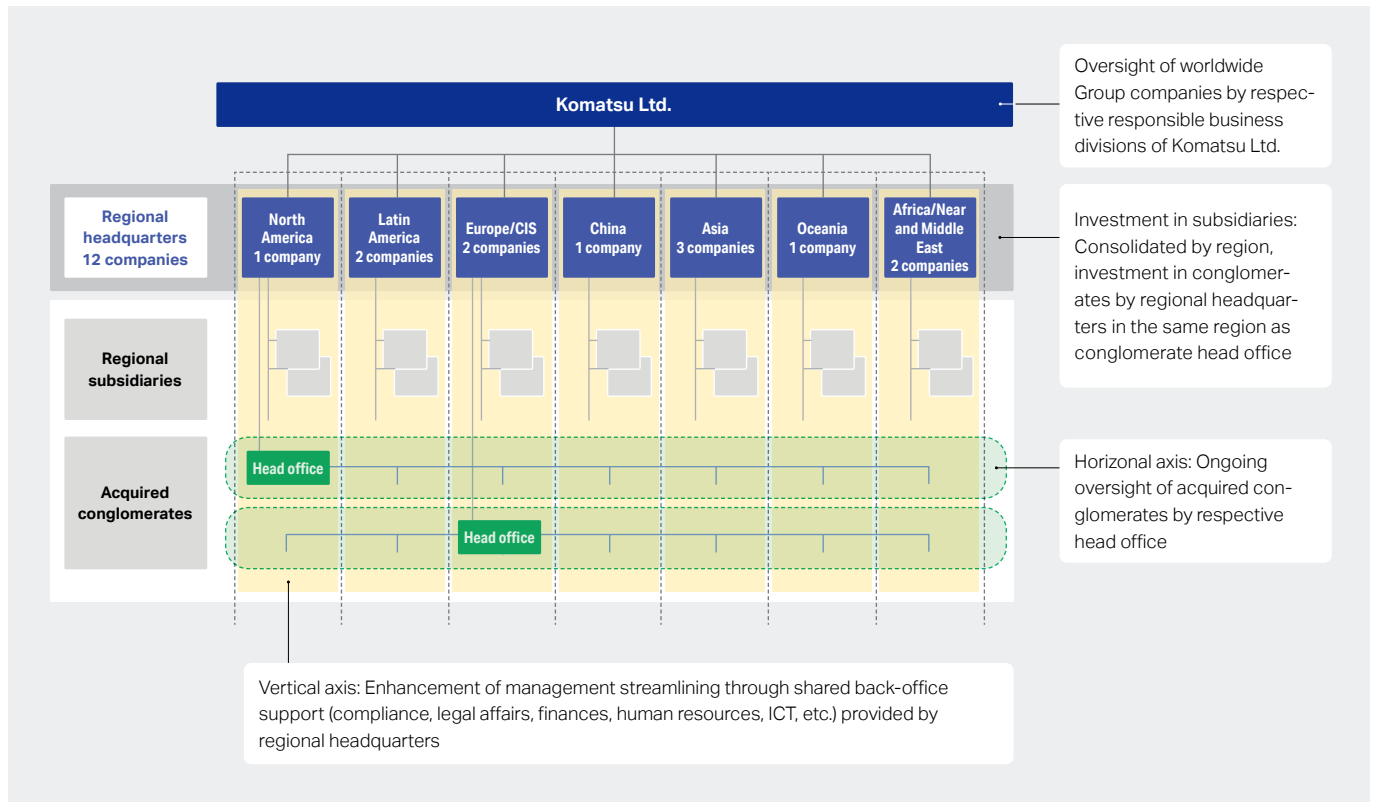 Komatsu Ltd.
Oversight of worldwide
Group companies by respec-
tive responsible business
divisions of Komatsu Ltd.
Regional
headquarters
12 companies
North
America
1 company
Latin
America
2 companies
Europe/CIS
2 companies
China
1 company
Asia
3 companies
Oceania
1 company
Africa/Near
and Middle
East
2 companies
Investment in subsidiaries:
Consolidated by region,
investment in conglomer-
ates by regional headquar-
ters in the same region as
conglomerate head office
Regional
subsidiaries
Acquired
conglomerates
Head office
Head office
Horizonal axis: Ongoing
oversight of acquired con-
glomerates by respective
head office
Vertical axis: Enhancement of management streamlining through shared back-office
support (compliance, legal affairs, finances, human resources, ICT, etc.) provided by
regional headquarters